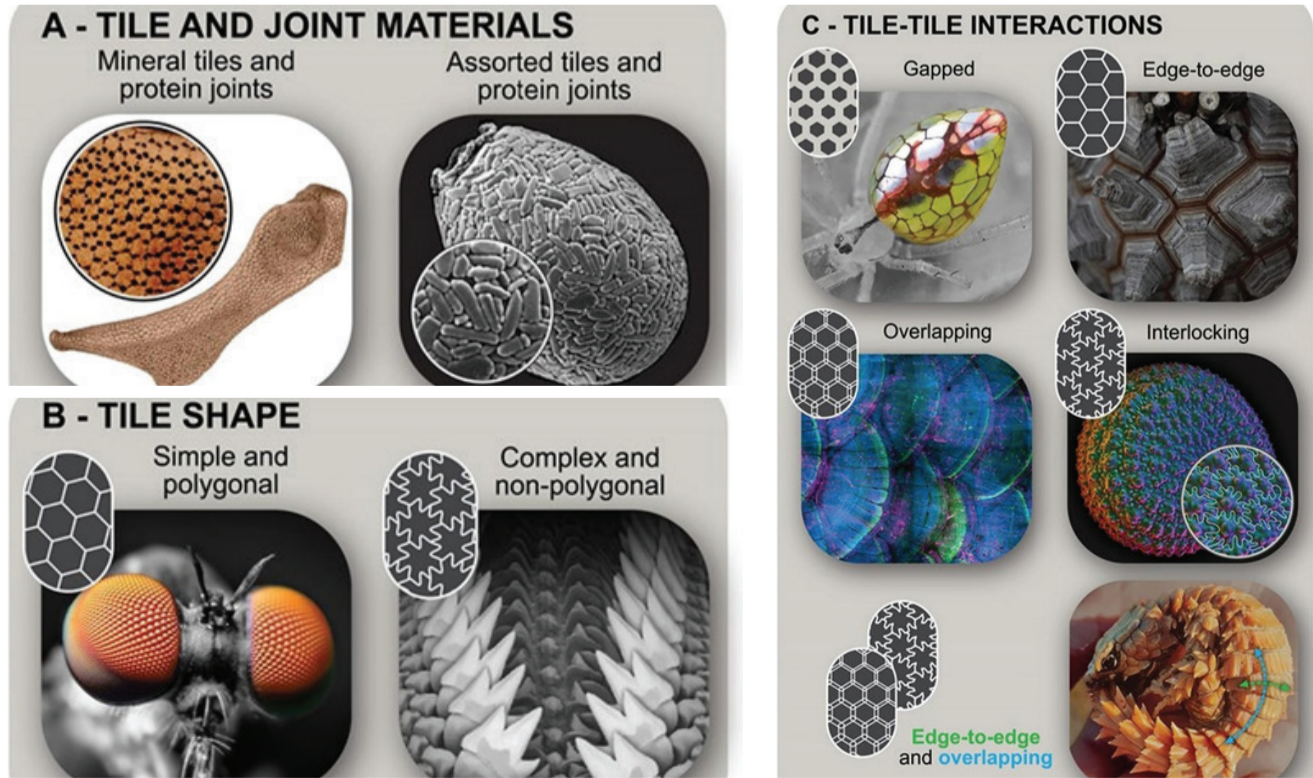 A - TILE AND JOINT MATERIALS
Mineral tiles and
protein joints
Assorted tiles and
protein joints
B - TILE SHAPE
Simple and
polygonal
Complex and
non-polygonal
C - TILE-TILE INTERACTIONS
Gapped
Edge-to-edge
Overlapping
Interlocking
Edge-to-edge
and overlapping